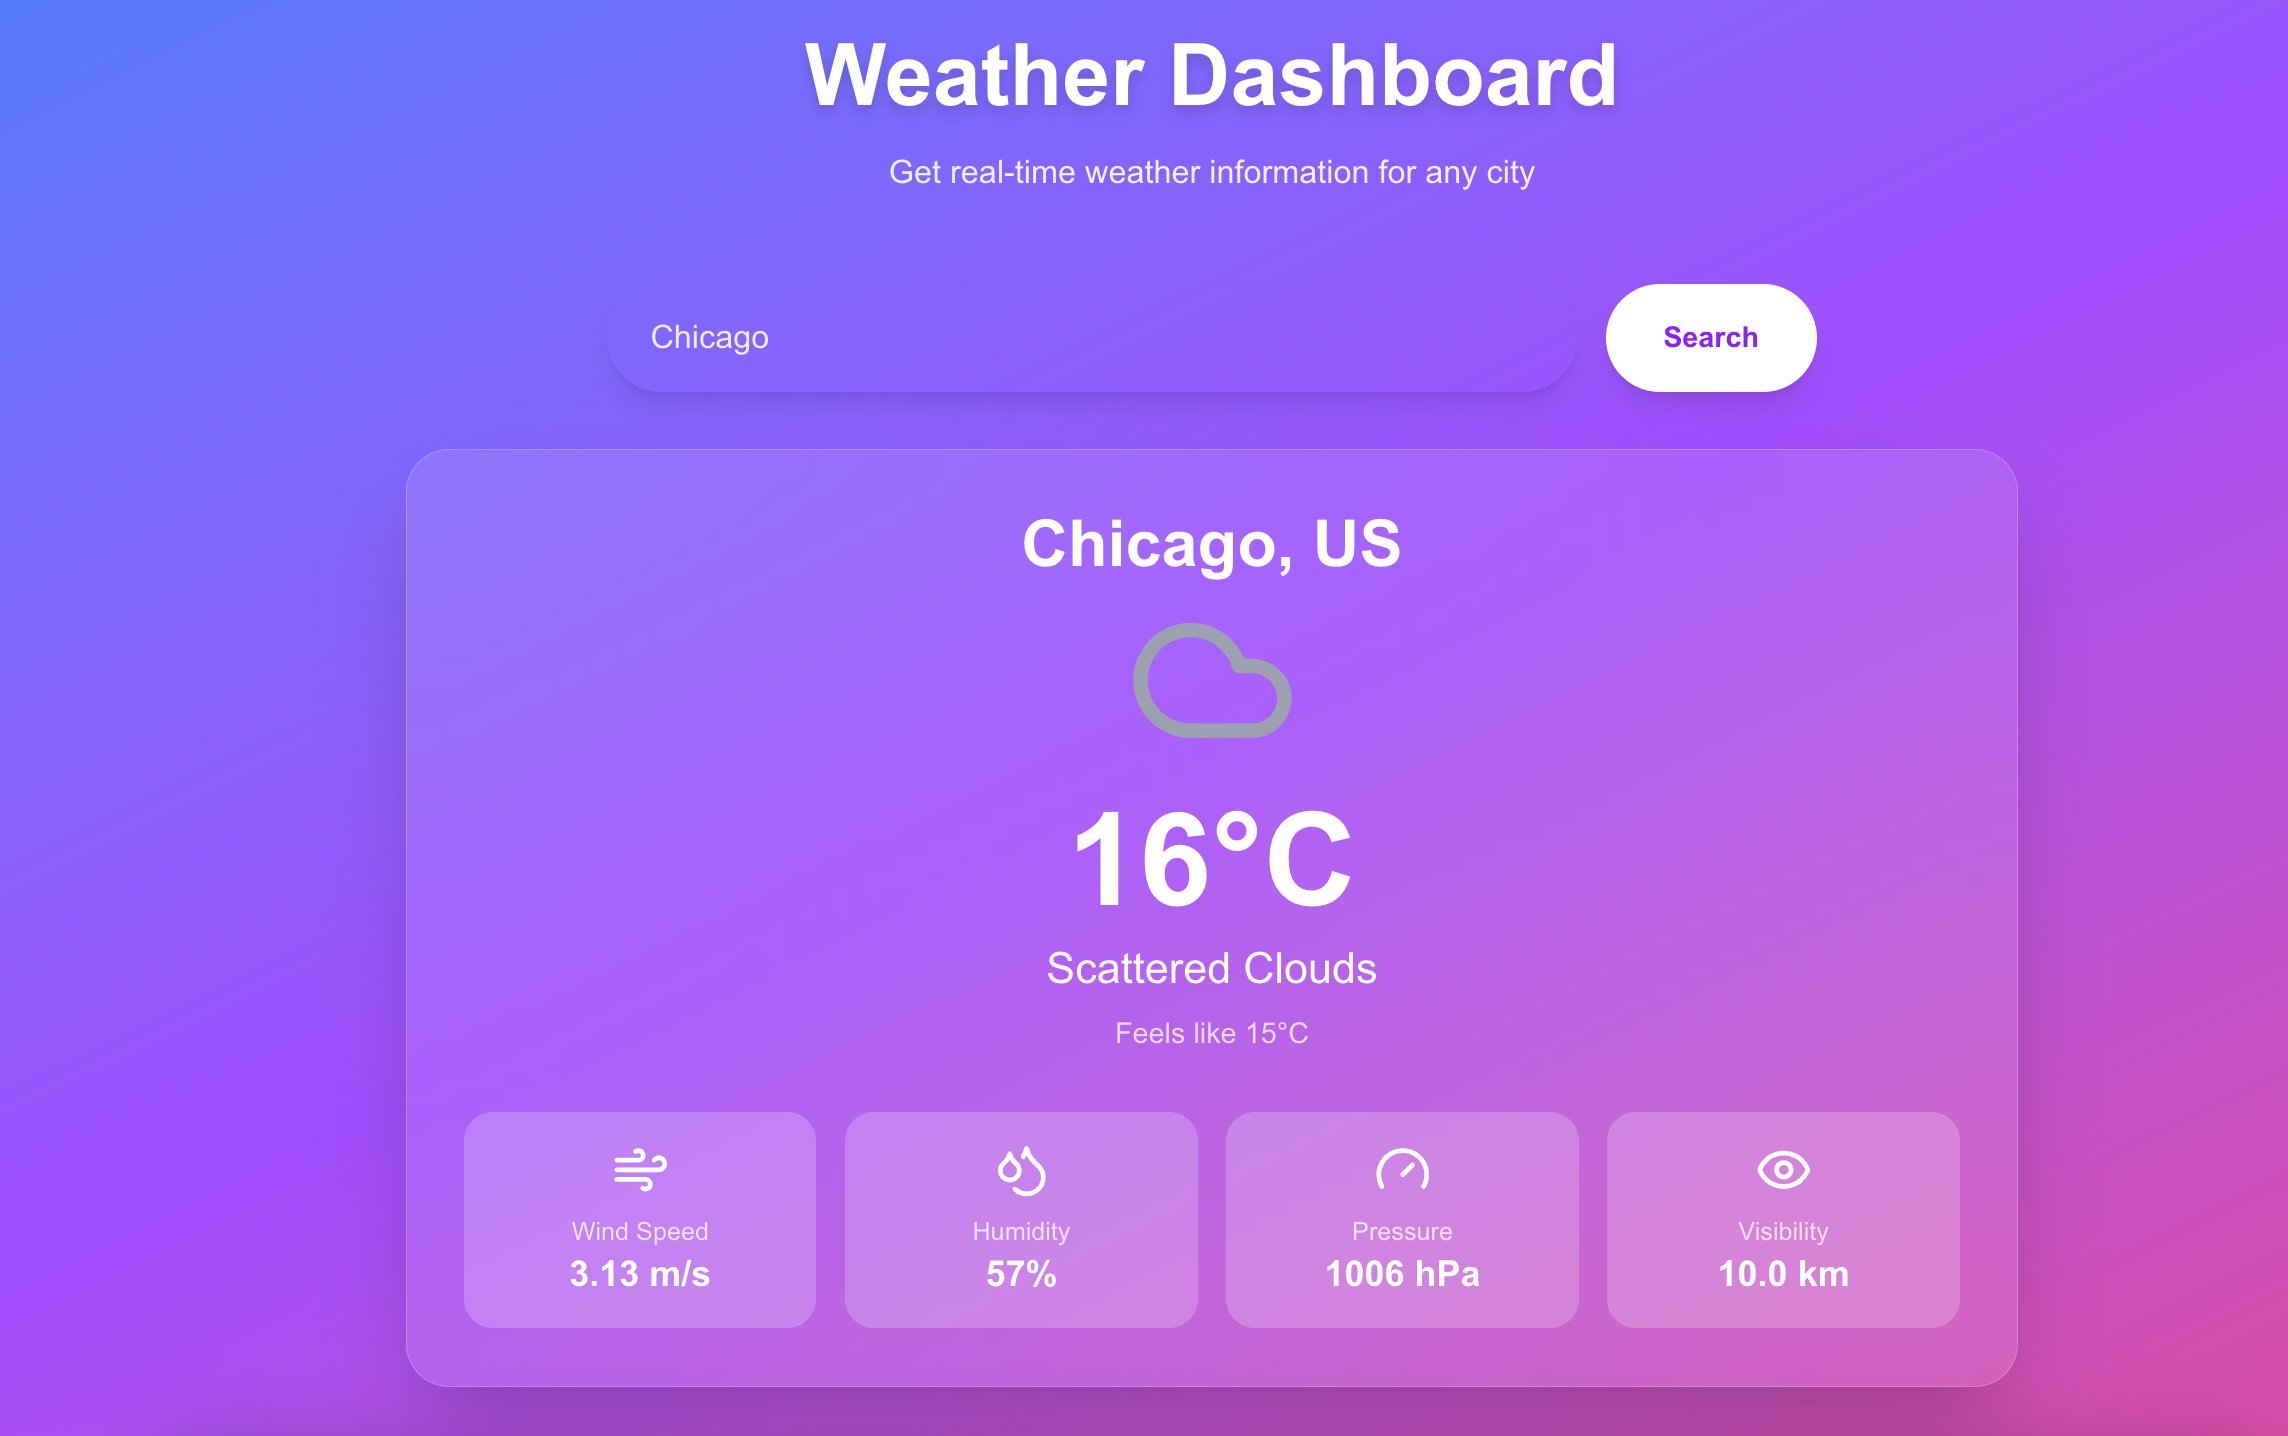 Weather Dashboard
Get real-time weather information for any city
Chicago
Search
Chicago, US
16°C
Scattered Clouds
Feels like 15°C
Wind Speed
3.13 m/s
Humidity
57%
Pressure
1006 hPa
Visibility
10.0 km